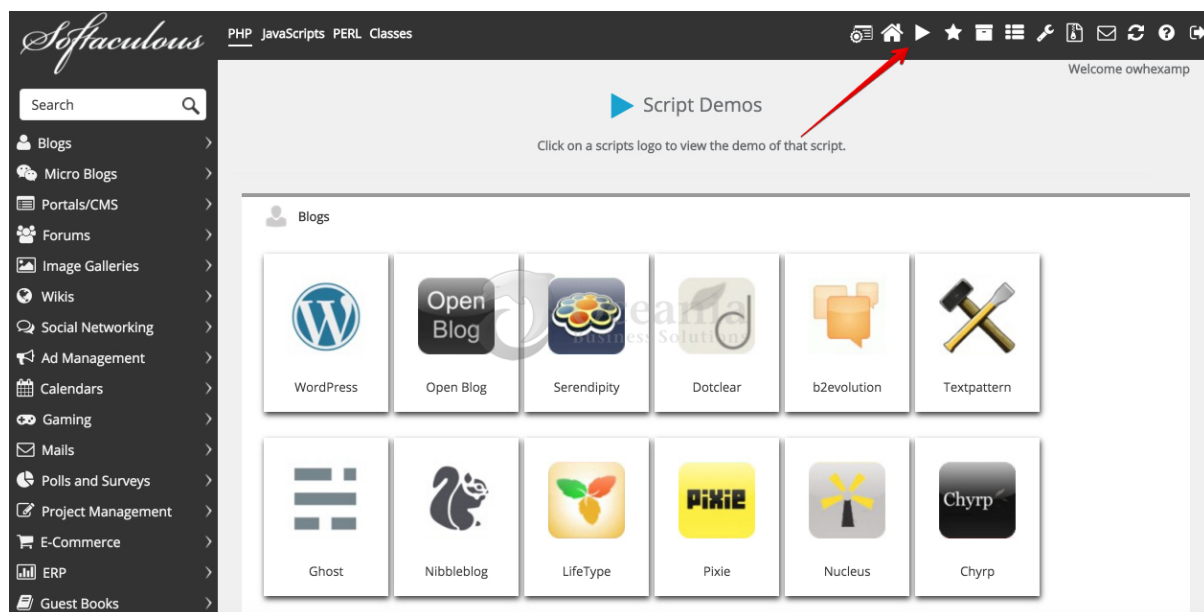 Softaculous
PHP JavaScripts PERL Classes
Welcome owhexamp
Search
Script Demos
Click on a scripts logo to view the demo of that script.
Blogs
Micro Blogs
Portals/CMS
Forums
Image Galleries
Wikis
Social Networking
Ad Management
Calendars
Gaming
Mails
Polls and Surveys
Project Management
E-Commerce
ERP
Guest Books
Blogs
Open
Blog
Oceania
Business Solutions
WordPress Open Blog Serendipity Dotclear b2evolution Textpattern
PiXiE
Chyrp
Ghost Nibbleblog LifeType Pixie Nucleus Chyrp